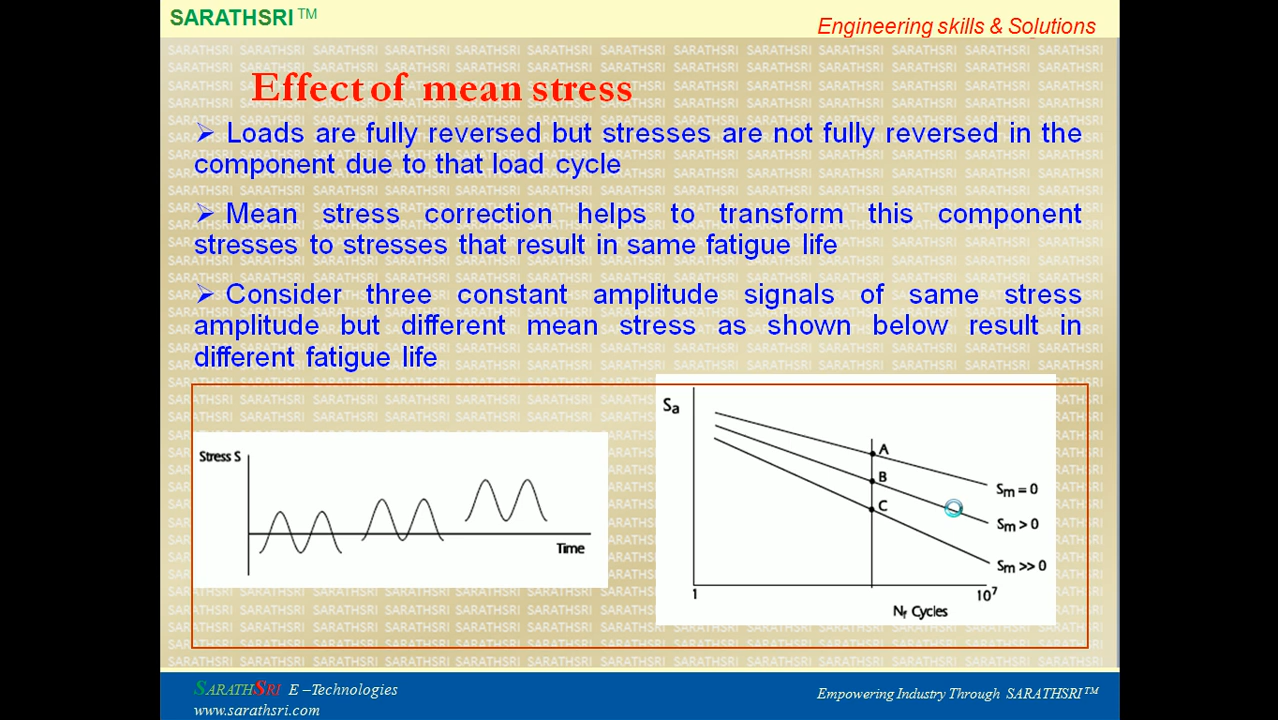 SARATHSRI™
Engineering skills & Solutions
Effect of mean stress
➢ Loads are fully reversed but stresses are not fully reversed in the
component due to that load cycle
➢ Mean stress correction helps to transform this component
stresses to stresses that result in same fatigue life
➢ Consider three constant amplitude signals of same stress
amplitude but different mean stress as shown below result in
different fatigue life
Stress S
Time
Sa
A
B
C
Sm = 0
Sm > 0
Sm >> 0
1
10⁷
Nf Cycles
SARATHSRI E –Technologies
www.sarathsri.com
Empowering Industry Through SARATHSRI™